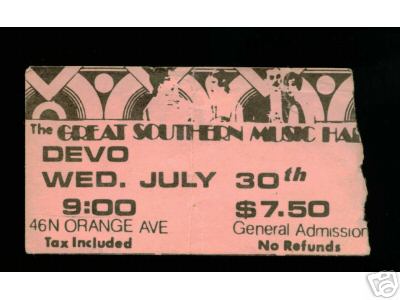 The GREAT SOUTHERN MUSIC HA
DEVO
WED. JULY 30th
9:00 $7.50
46N ORANGE AVE General Admission
Tax Included No Refunds